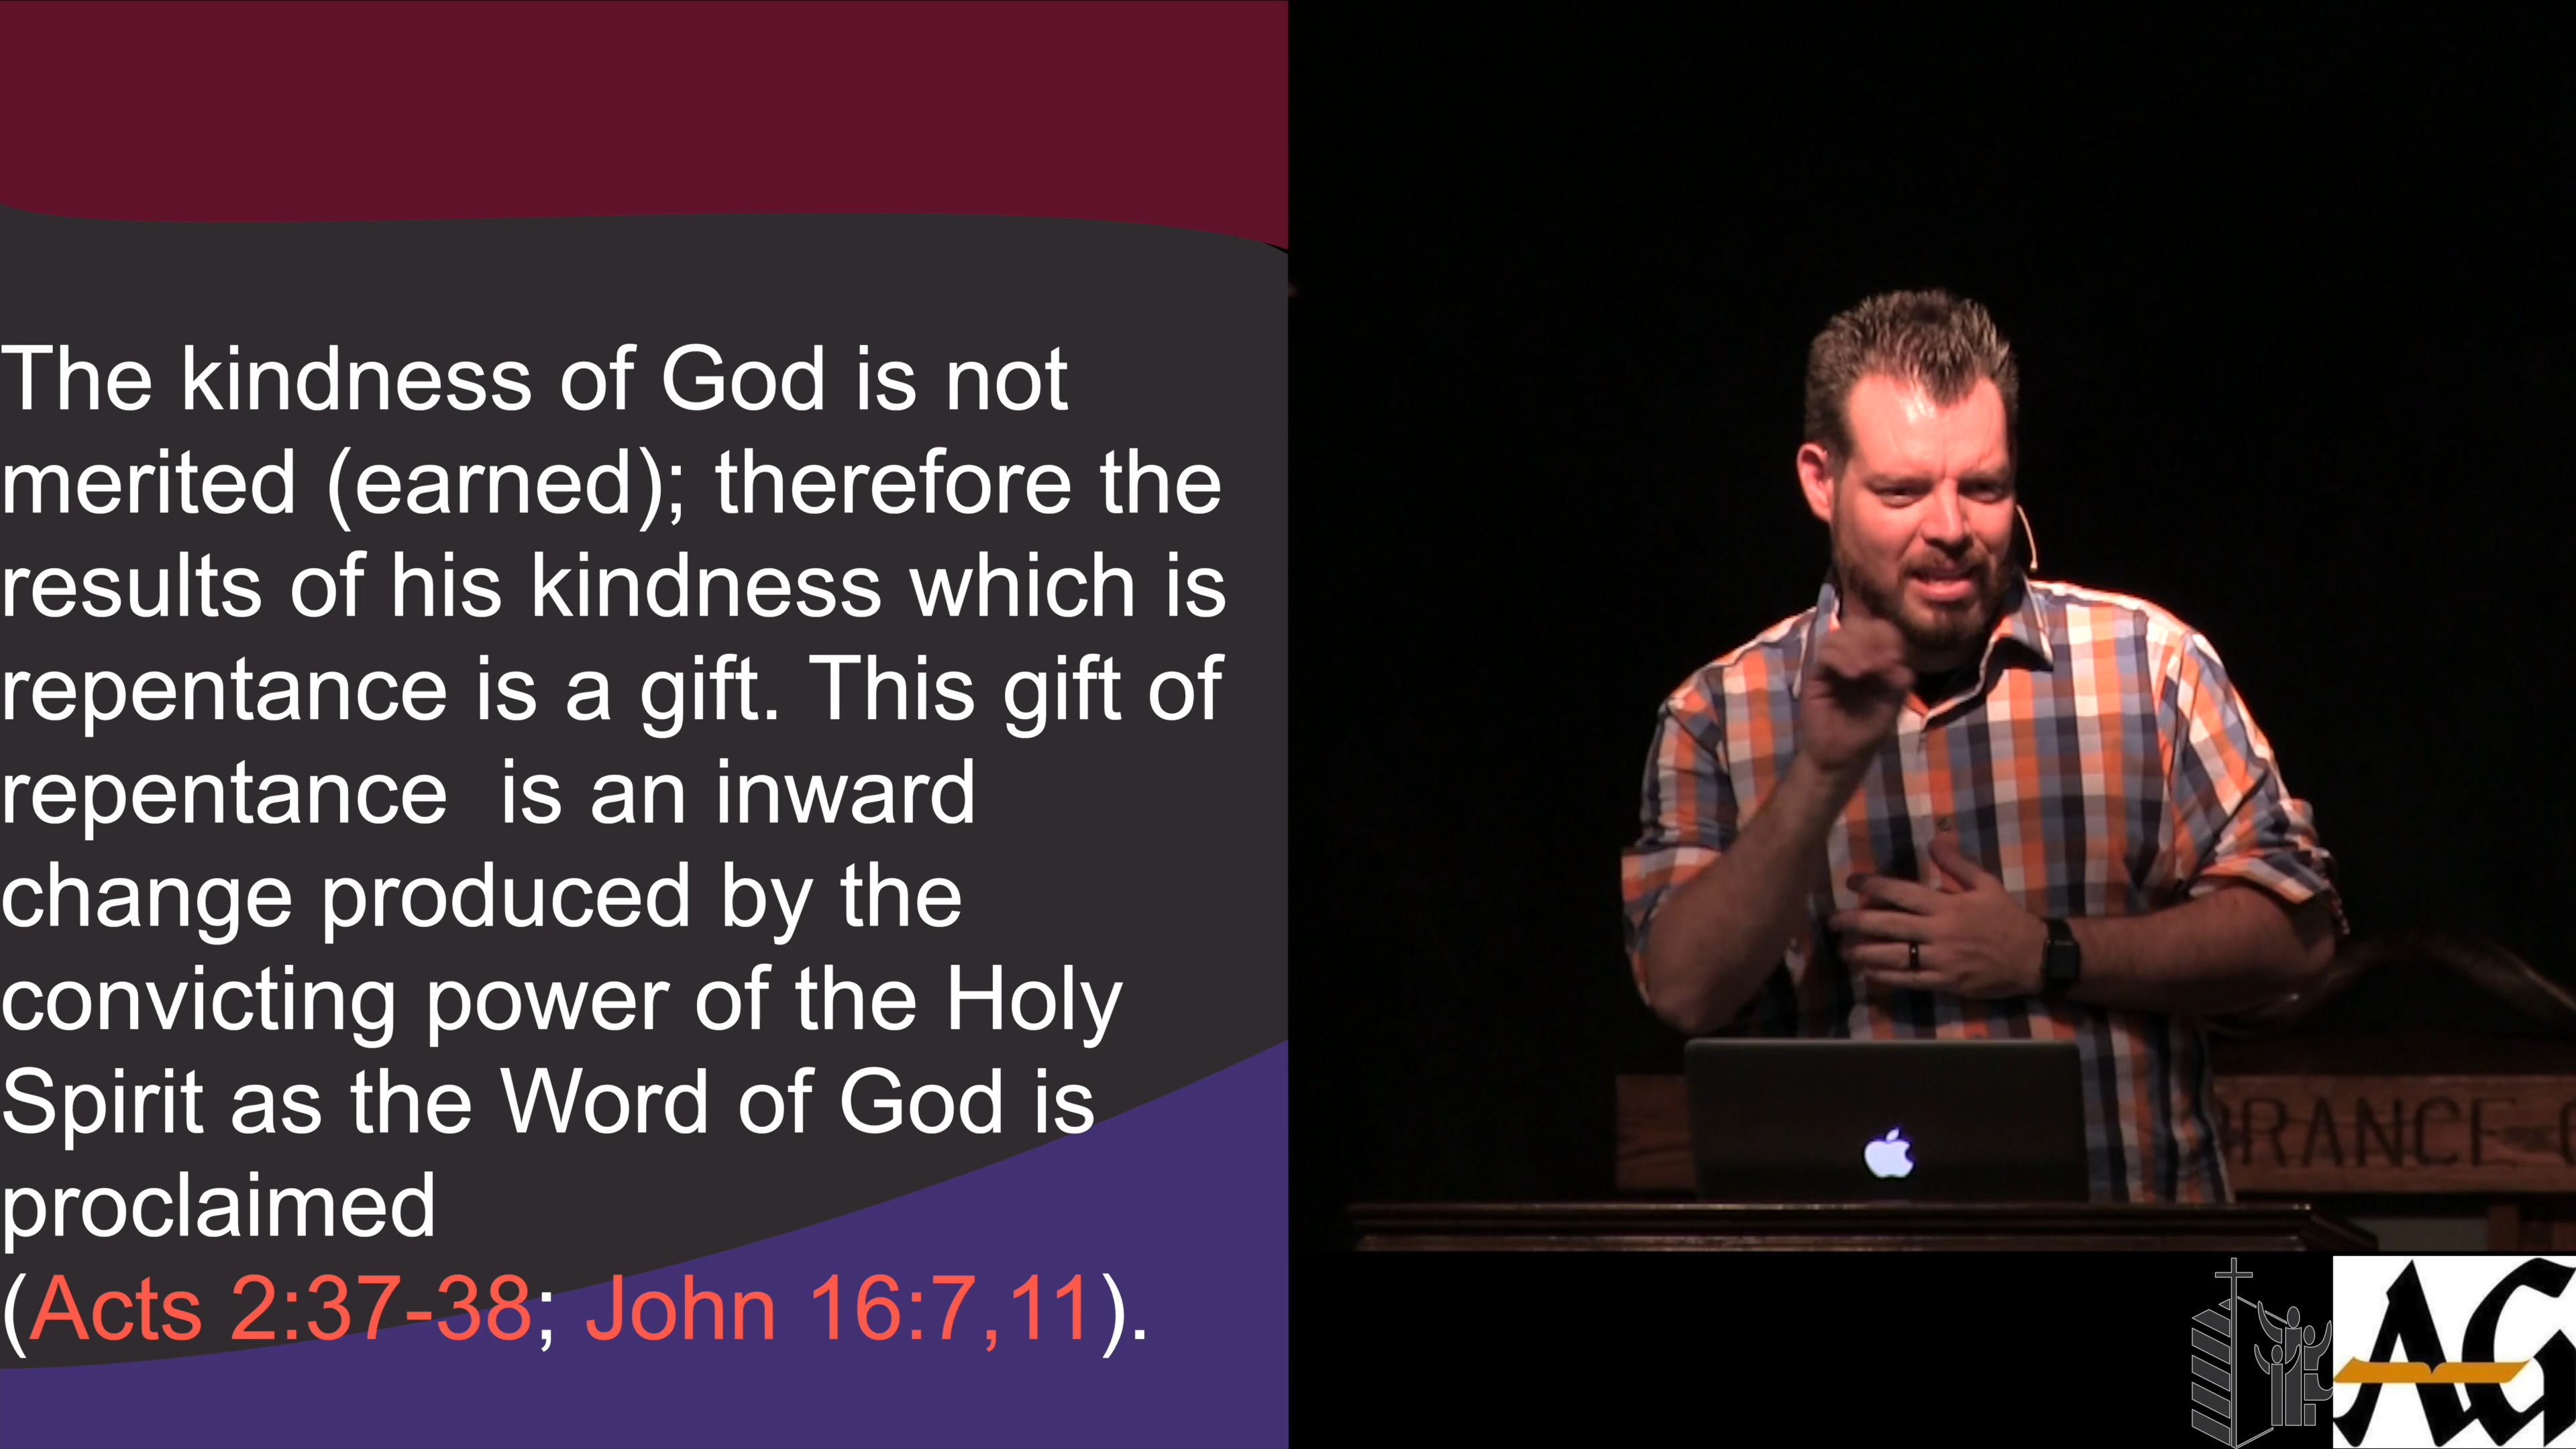 The kindness of God is not
merited (earned); therefore the
results of his kindness which is
repentance is a gift. This gift of
repentance  is an inward
change produced by the
convicting power of the Holy
Spirit as the Word of God is
proclaimed
(Acts 2:37-38; John 16:7,11).
AG